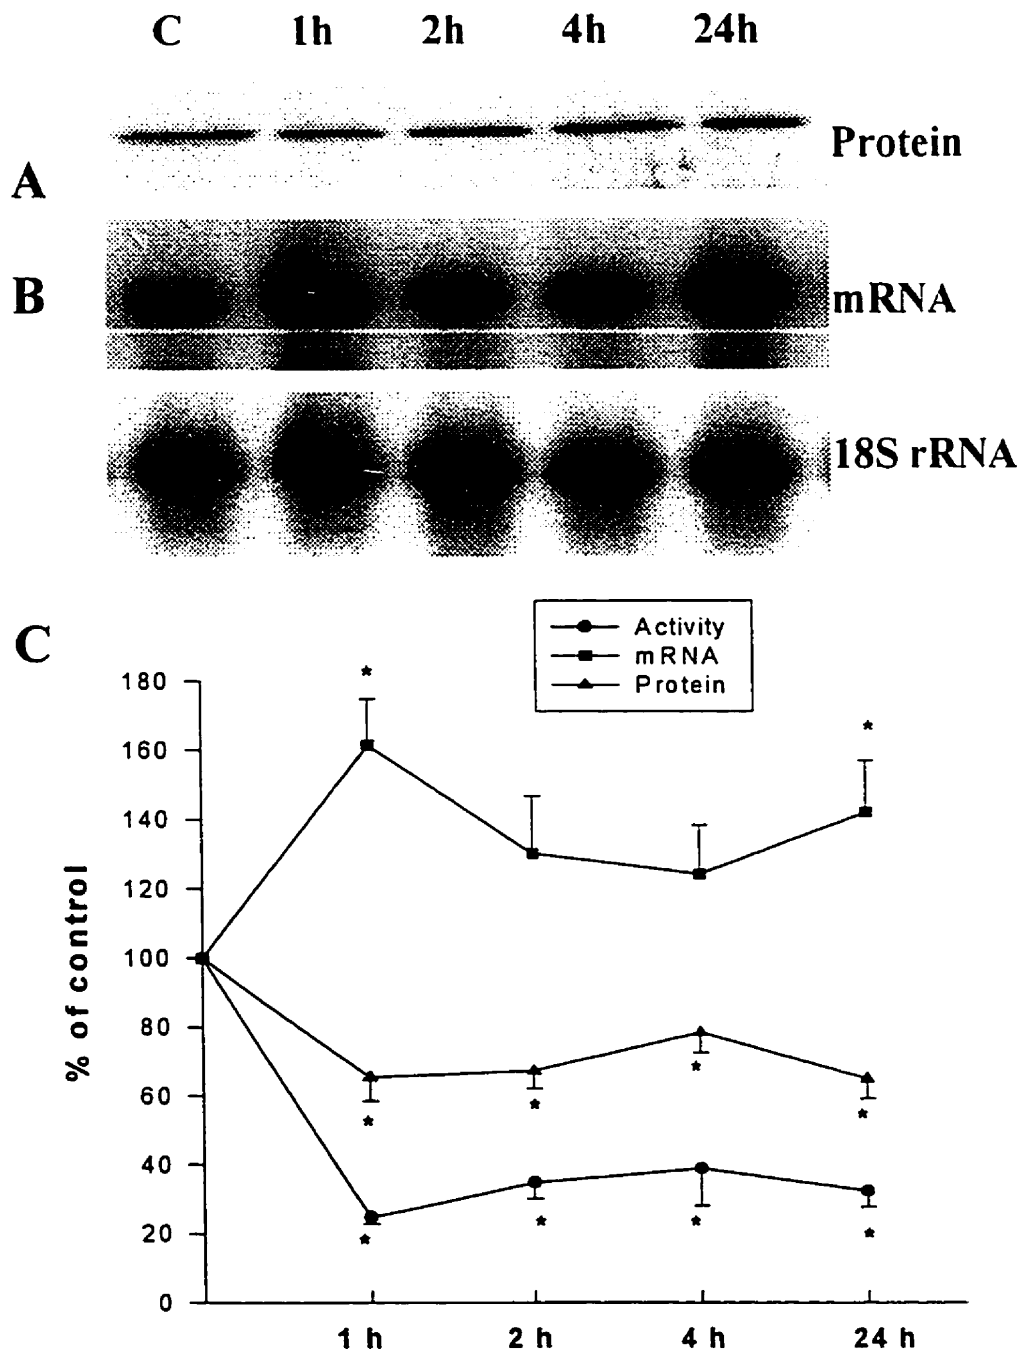 C 1h 2h 4h 24h
Protein
A
B
mRNA
18S rRNA
C
Activity
mRNA
Protein
180
160
140
120
100
80
60
40
20
0
% of control
*
*
*
*
*
*
*
*
*
*
1 h 2 h 4 h 24 h